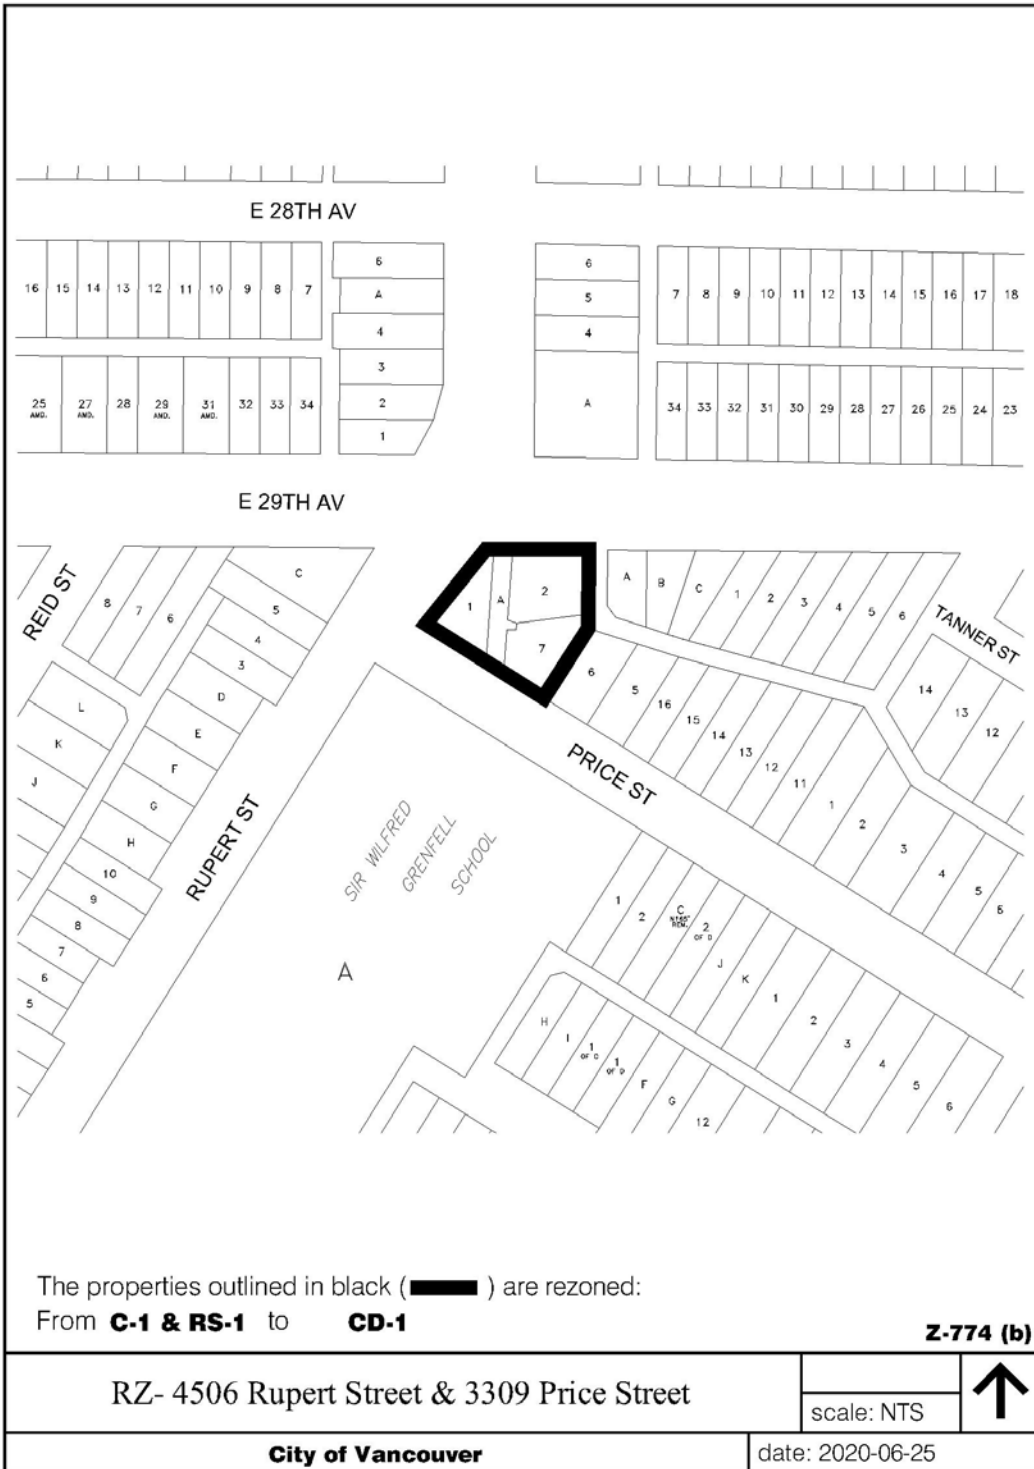 E 28TH AV
6
6
16 15 14 13 12 11 10 9 8 7
A
5
7 8 9 10 11 12 13 14 15 16 17 18
4
4
3
25 AMD. 27 AMD. 28 29 AMD. 31 AMD. 32 33 34
2
A
34 33 32 31 30 29 28 27 26 25 24 23
1
E 29TH AV
REID ST
8 7 6
C
5
4
3
D
E
F
G
H
10
9
8
7
6
5
L
K
J
RUPERT ST
1 A 2
7
A B C 1 2 3 4 5 6
TANNER ST
14 13 12
6 5 16 15 14 13 12 11 1 2 3 4 5 6
PRICE ST
SIR WILFRED
GRENFELL
SCHOOL
A
1 2 C 2 OF D J K 1 2 3 4 5 6
H I 1 OF C 1 OF D F G 12
The properties outlined in black ( ) are rezoned:
From C-1 & RS-1 to CD-1
Z-774 (b)
RZ- 4506 Rupert Street & 3309 Price Street
scale: NTS
City of Vancouver
date: 2020-06-25